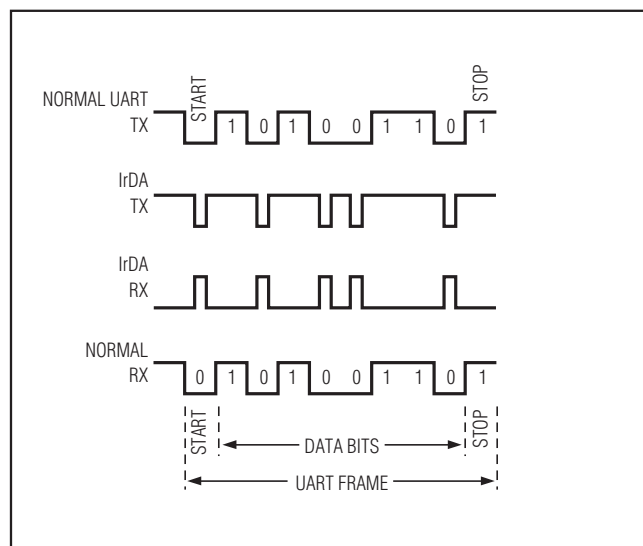 NORMAL UART
TX
START
1 0 1 0 0 1 1 0 1
STOP
IrDA
TX
IrDA
RX
NORMAL
RX
0 1 0 1 0 0 1 1 0 1
START
DATA BITS
STOP
UART FRAME